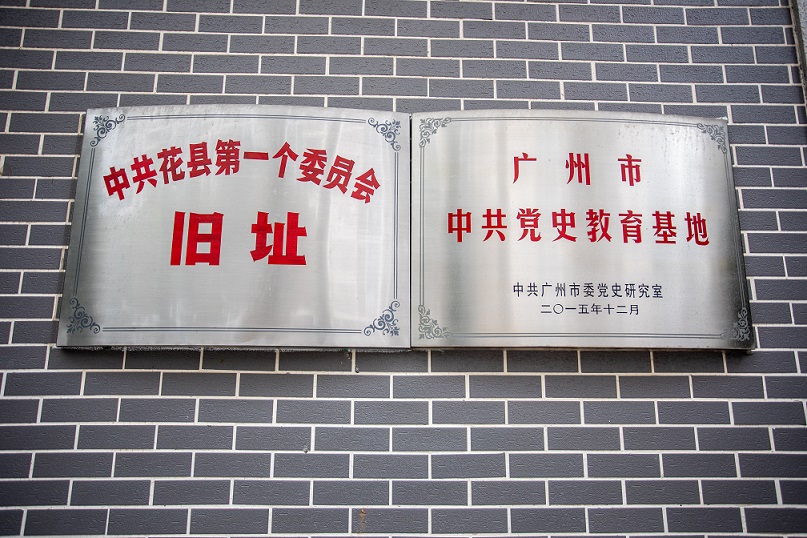 中共花县第一个委员会
旧址
广州市
中共党史教育基地
中共广州市委党史研究室
二〇一五年十二月